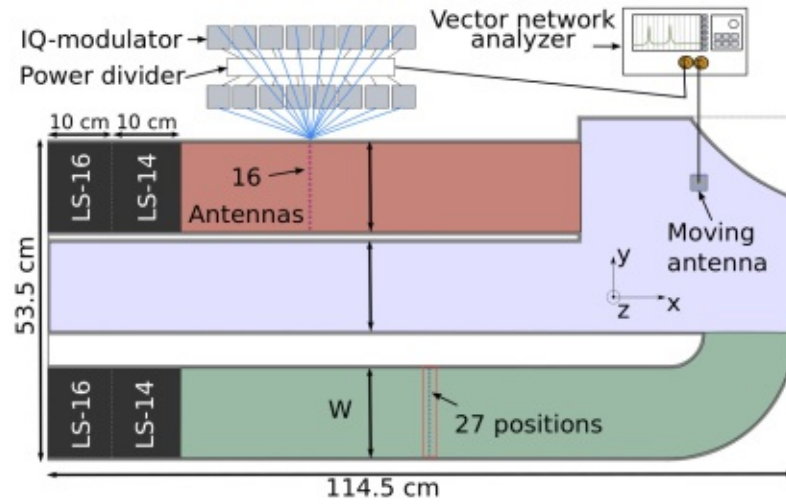 IQ-modulator
Power divider
Vector network
analyzer
10 cm 10 cm
LS-16
LS-14
16
Antennas
Moving
antenna
53.5 cm
y
x
z
LS-16
LS-14
W
27 positions
114.5 cm